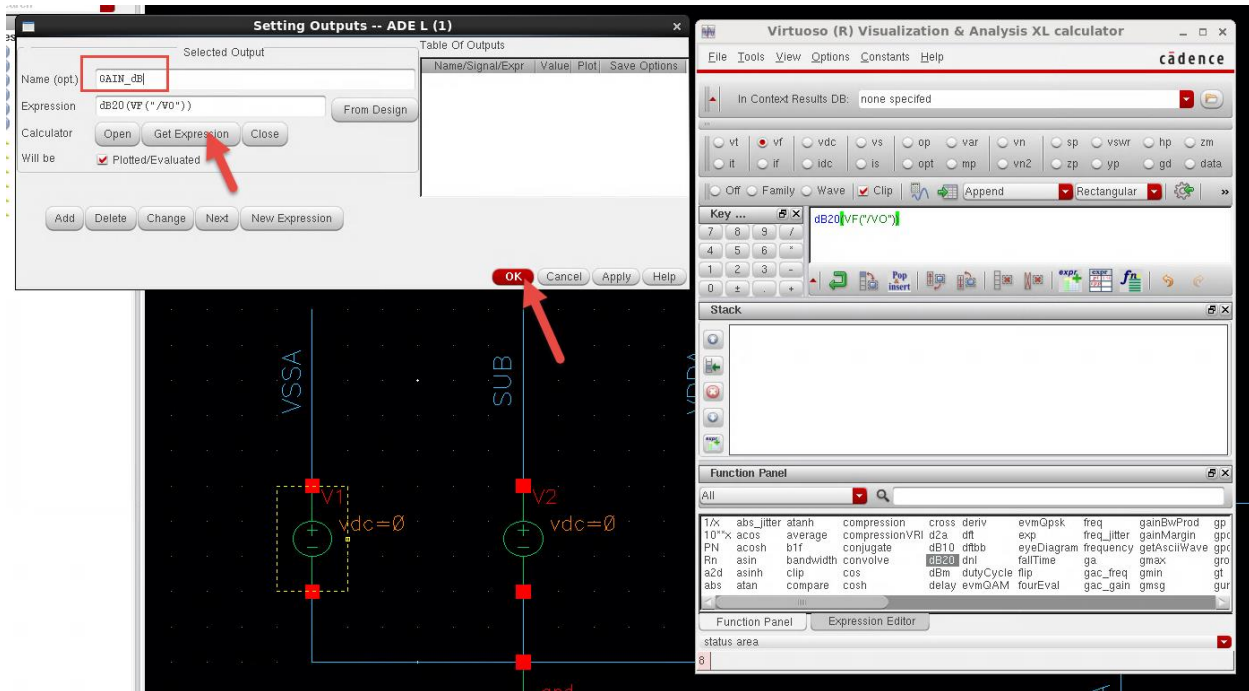 Setting Outputs -- ADE L (1)
Selected Output
Name (opt.) GAIN_dB
Expression dB20(VF("/VO")) From Design
Calculator Open Get Expression Close
Will be Plotted/Evaluated
Table Of Outputs
Name/Signal/Expr Value Plot Save Options
Add Delete Change Next New Expression
OK Cancel Apply Help
VSSA
SUB
V1
vdc=0
V2
vdc=0
gnd
Virtuoso (R) Visualization & Analysis XL calculator
File Tools View Options Constants Help cādence
In Context Results DB: none specifed
vt vf vdc vs op var vn sp vswr hp zm
it if idc is opt mp vn2 zp yp gd data
Off Family Wave Clip Append Rectangular »
Key ...
7 8 9 /
4 5 6 *
1 2 3 -
0 ± . +
dB20(VF("/VO"))
Pop insert
Stack
Function Panel
All
1/x abs_jitter atanh compression cross deriv evmQpsk freq gainBwProd gp
10**x acos average compressionVRI d2a dft exp freq_jitter gainMargin gpc
PN acosh b1f conjugate dB10 dftbb eyeDiagram frequency getAsciiWave gpc
Rn asin bandwidth convolve dB20 dnl fallTime ga gmax gro
a2d asinh clip cos dBm dutyCycle flip gac_freq gmin gt
abs atan compare cosh delay evmQAM fourEval gac_gain gmsg gur
Function Panel Expression Editor
status area
8